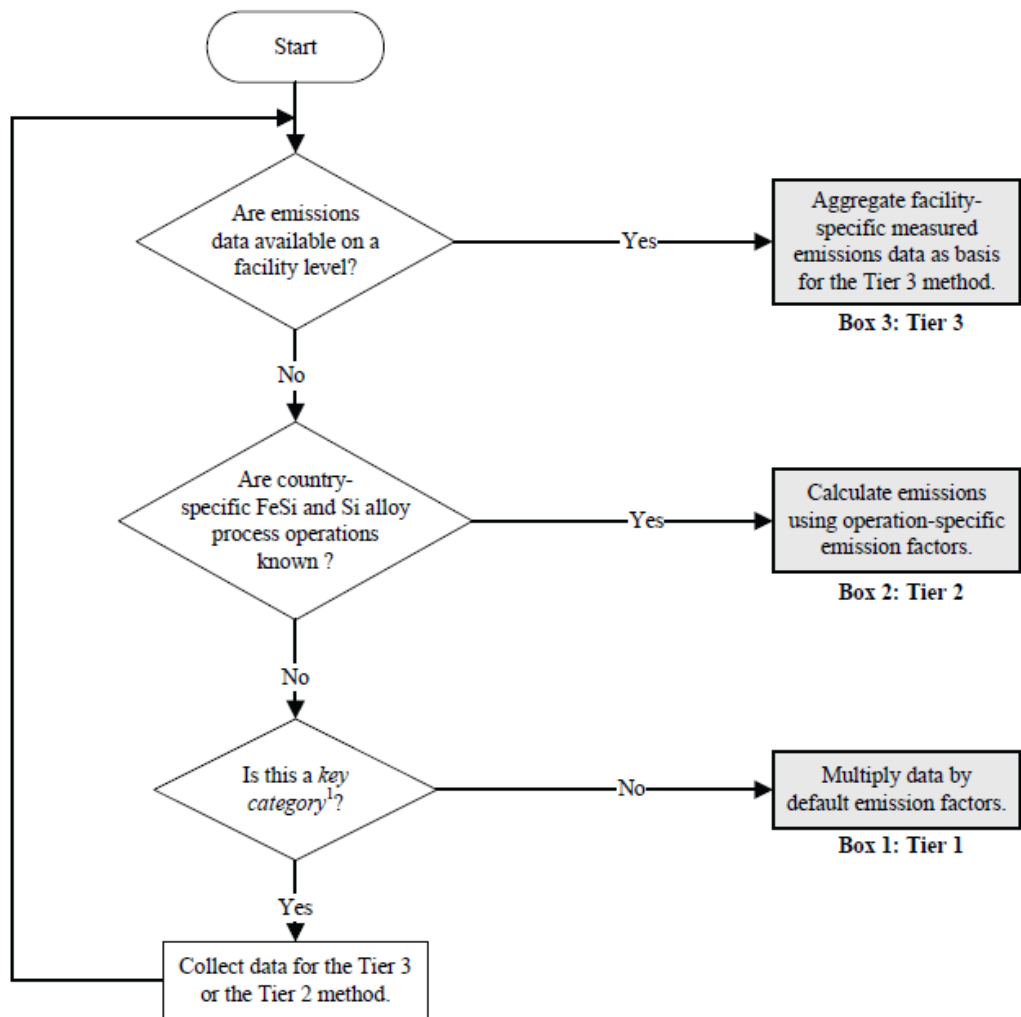 Start
Are emissions
data available on a
facility level?
Yes
Aggregate facility-
specific measured
emissions data as basis
for the Tier 3 method.
Box 3: Tier 3
No
Are country-
specific FeSi and Si alloy
process operations
known ?
Yes
Calculate emissions
using operation-specific
emission factors.
Box 2: Tier 2
No
Is this a key
category¹?
No
Multiply data by
default emission factors.
Box 1: Tier 1
Yes
Collect data for the Tier 3
or the Tier 2 method.